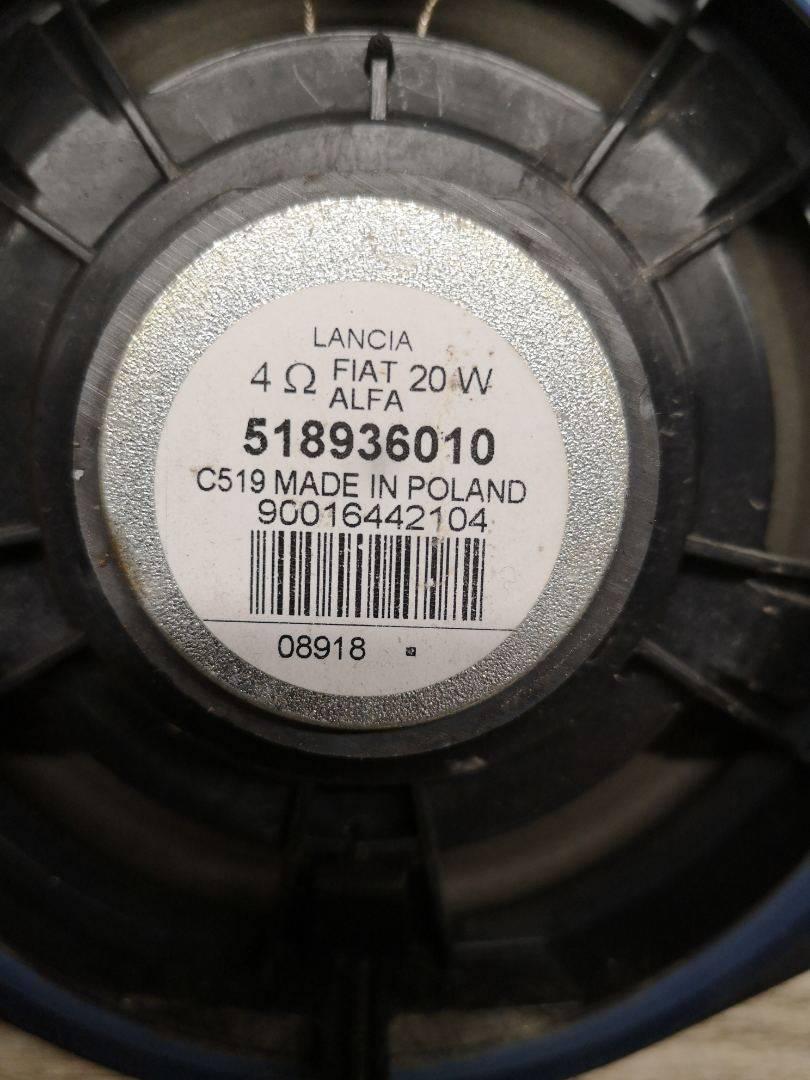 LANCIA
4 Ω FIAT 20 W
ALFA
518936010
C519 MADE IN POLAND
90016442104
08918